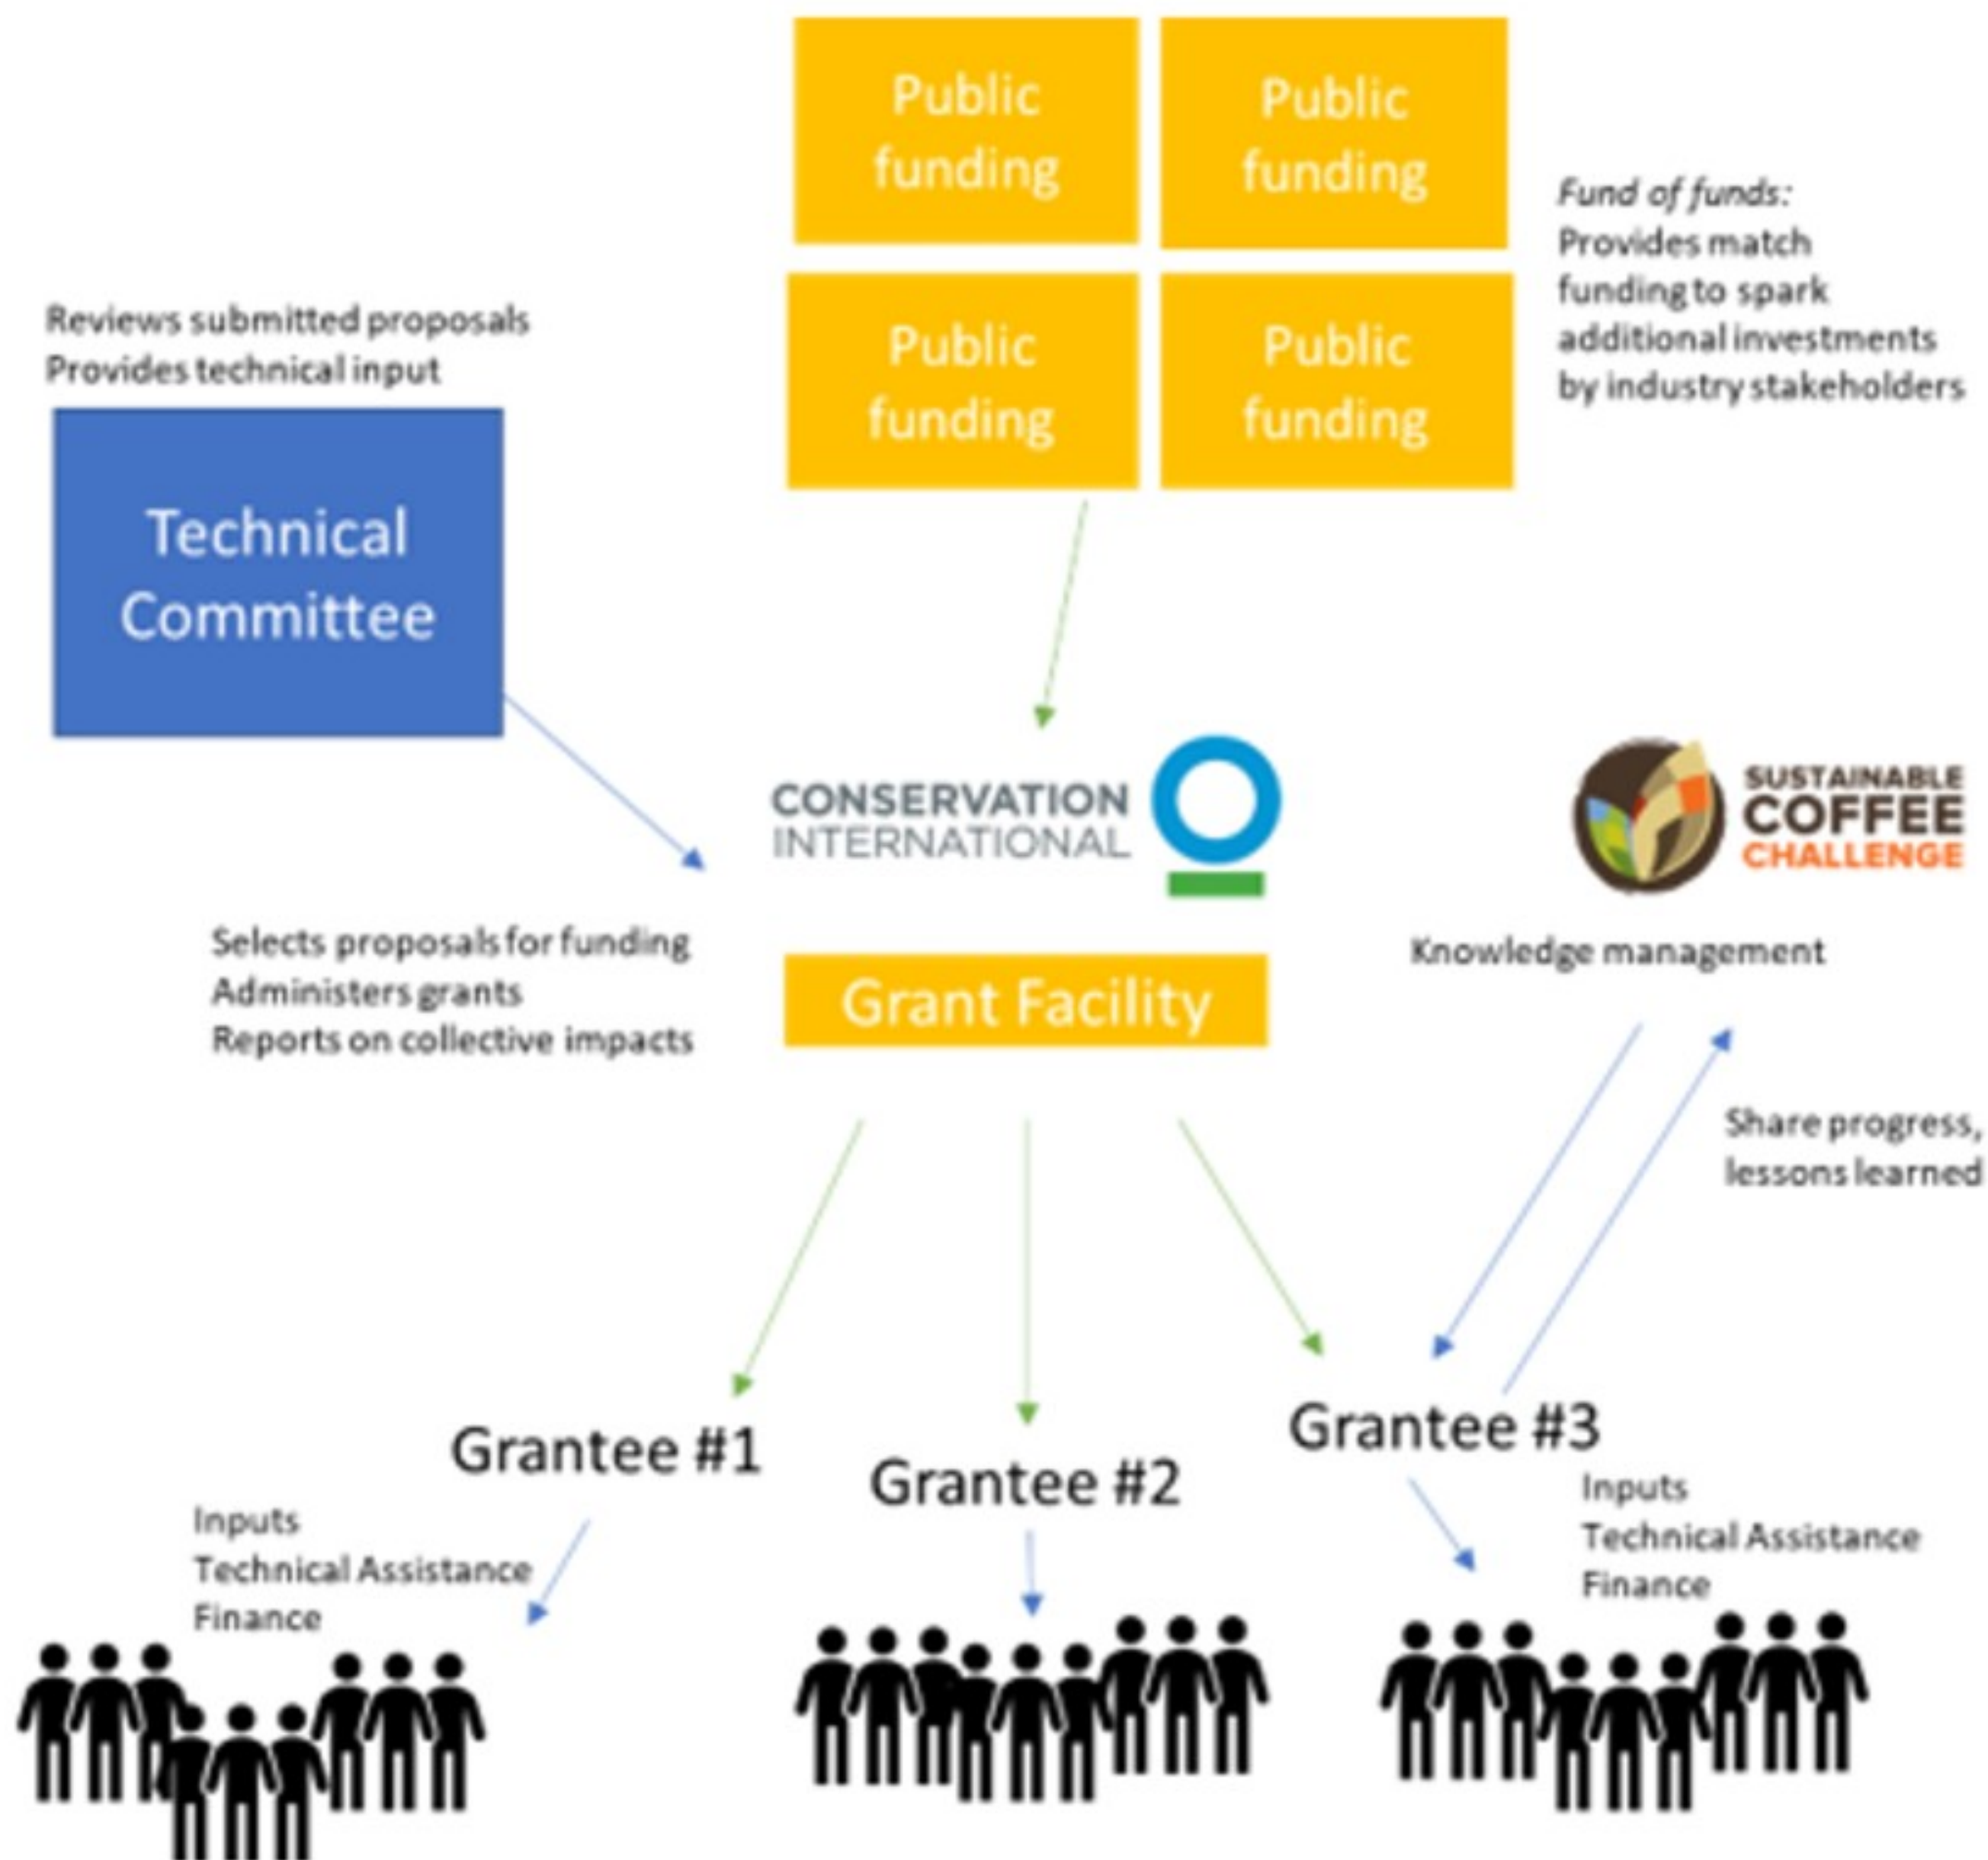 Public
funding
Public
funding
Fund of funds:
Provides match
funding to spark
additional investments
by industry stakeholders
Public
funding
Public
funding
Reviews submitted proposals
Provides technical input
Technical
Committee
CONSERVATION
INTERNATIONAL
SUSTAINABLE
COFFEE
CHALLENGE
Selects proposals for funding
Administers grants
Reports on collective impacts
Grant Facility
Knowledge management
Share progress,
lessons learned
Grantee #1
Grantee #2
Grantee #3
Inputs
Technical Assistance
Finance
Inputs
Technical Assistance
Finance